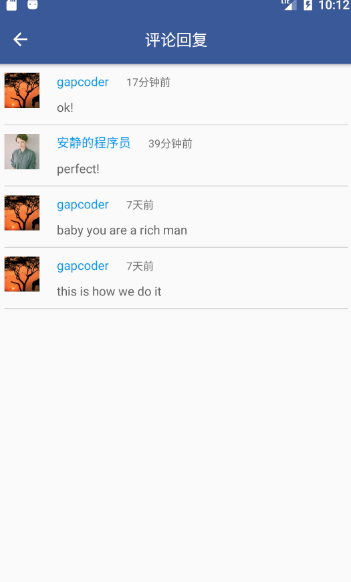 LTE 10:12
评论回复
gapcoder 17分钟前
ok!
安静的程序员 39分钟前
perfect!
gapcoder 7天前
baby you are a rich man
gapcoder 7天前
this is how we do it